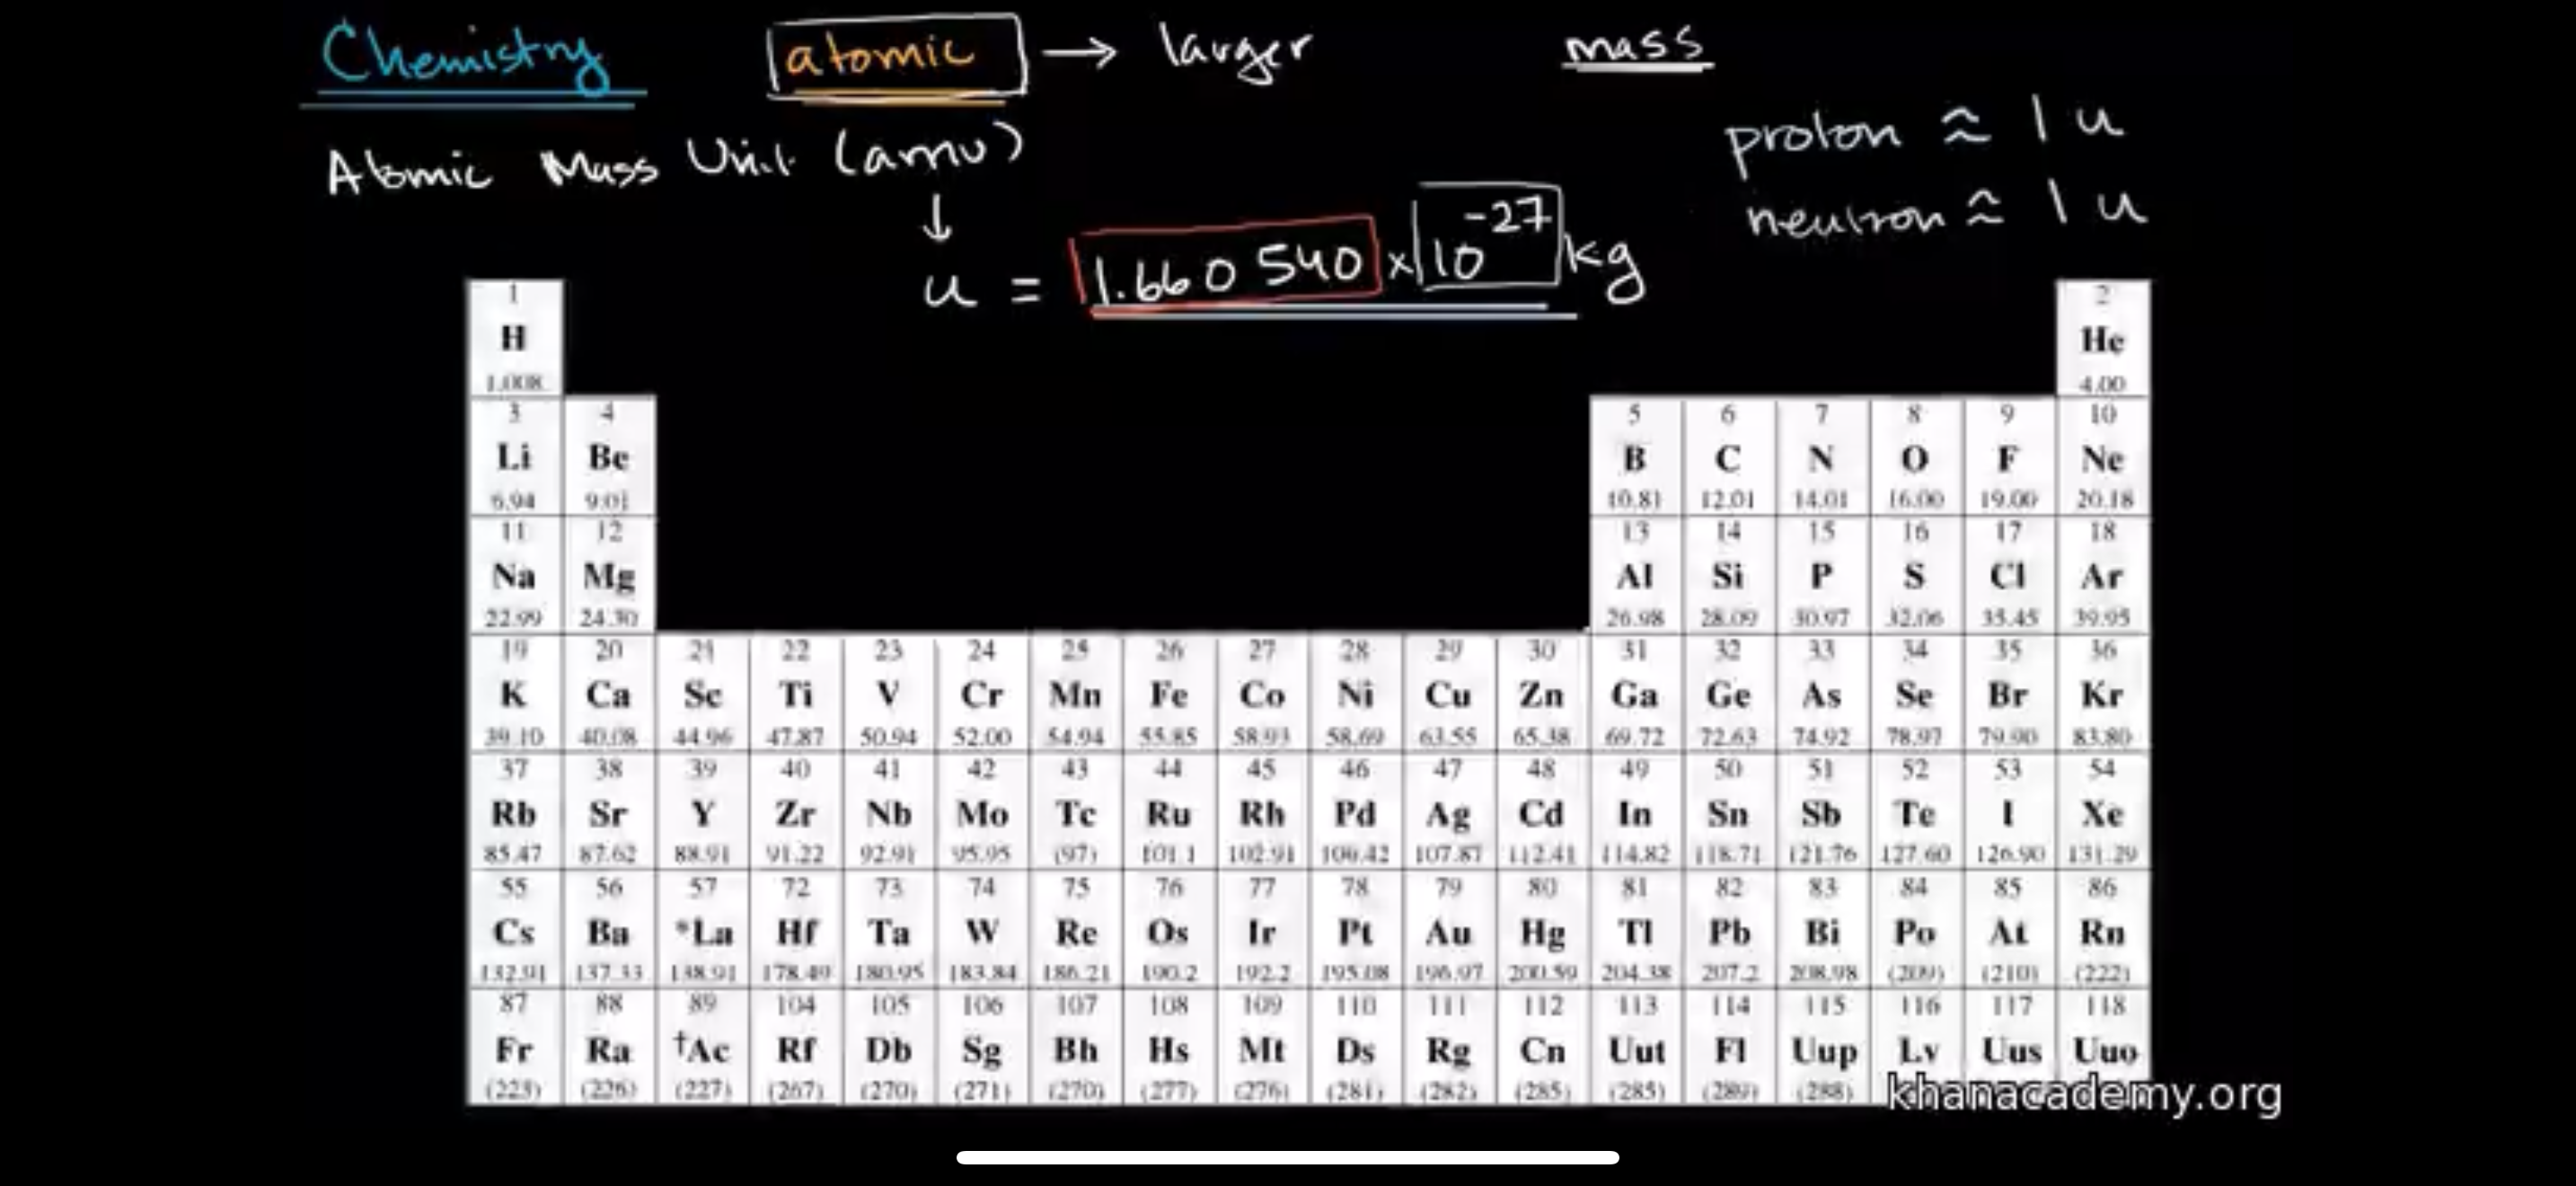 Chemistry atomic → larger mass
Atomic Mass Unit (amu) proton ≈ 1 u
↓ neutron ≈ 1 u
u = 1.660 540 × 10^-27 kg
1 2
H He
1.008 4.00
3 4 5 6 7 8 9 10
Li Be B C N O F Ne
6.94 9.01 10.81 12.01 14.01 16.00 19.00 20.18
11 12 13 14 15 16 17 18
Na Mg Al Si P S Cl Ar
22.99 24.30 26.98 28.09 30.97 32.06 35.45 39.95
19 20 21 22 23 24 25 26 27 28 29 30 31 32 33 34 35 36
K Ca Sc Ti V Cr Mn Fe Co Ni Cu Zn Ga Ge As Se Br Kr
39.10 40.08 44.96 47.87 50.94 52.00 54.94 55.85 58.93 58.69 63.55 65.38 69.72 72.63 74.92 78.97 79.90 83.80
37 38 39 40 41 42 43 44 45 46 47 48 49 50 51 52 53 54
Rb Sr Y Zr Nb Mo Tc Ru Rh Pd Ag Cd In Sn Sb Te I Xe
85.47 87.62 88.91 91.22 92.91 95.95 (97) 101.1 102.91 106.42 107.87 112.41 114.82 118.71 121.76 127.60 126.90 131.29
55 56 57 72 73 74 75 76 77 78 79 80 81 82 83 84 85 86
Cs Ba *La Hf Ta W Re Os Ir Pt Au Hg Tl Pb Bi Po At Rn
132.91 137.33 138.91 178.49 180.95 183.84 186.21 190.2 192.2 195.08 196.97 200.59 204.38 207.2 208.98 (209) (210) (222)
87 88 89 104 105 106 107 108 109 110 111 112 113 114 115 116 117 118
Fr Ra †Ac Rf Db Sg Bh Hs Mt Ds Rg Cn Uut Fl Uup Lv Uus Uuo
(223) (226) (227) (267) (270) (271) (270) (277) (276) (281) (282) (285) (285) (289) (288)
khanacademy.org